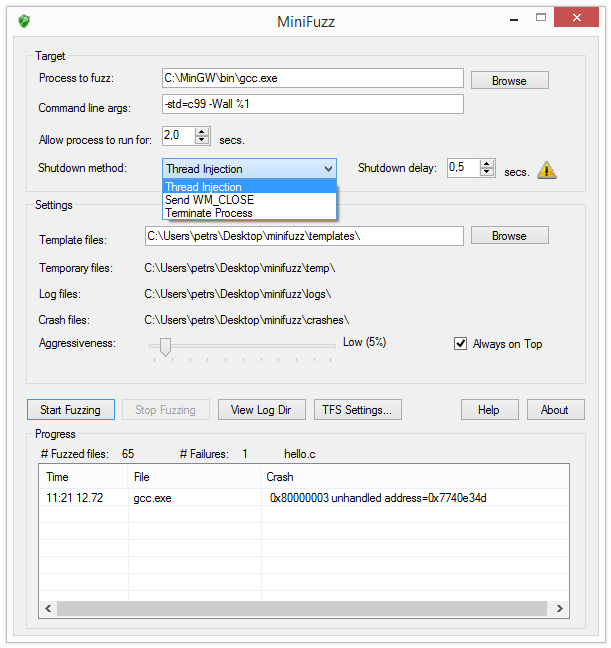 MiniFuzz
Target
Process to fuzz: C:\MinGW\bin\gcc.exe Browse
Command line args: -std=c99 -Wall %1
Allow process to run for: 2,0 secs.
Shutdown method: Thread Injection Shutdown delay: 0,5 secs.
Thread Injection
Send WM_CLOSE
Terminate Process
Settings
Template files: C:\Users\petrs\Desktop\minifuzz\templates\ Browse
Temporary files: C:\Users\petrs\Desktop\minifuzz\temp\
Log files: C:\Users\petrs\Desktop\minifuzz\logs\
Crash files: C:\Users\petrs\Desktop\minifuzz\crashes\
Aggressiveness: Low (5%) Always on Top
Start Fuzzing Stop Fuzzing View Log Dir TFS Settings... Help About
Progress
# Fuzzed files: 65 # Failures: 1 hello.c
Time File Crash
11:21 12.72 gcc.exe 0x80000003 unhandled address=0x7740e34d